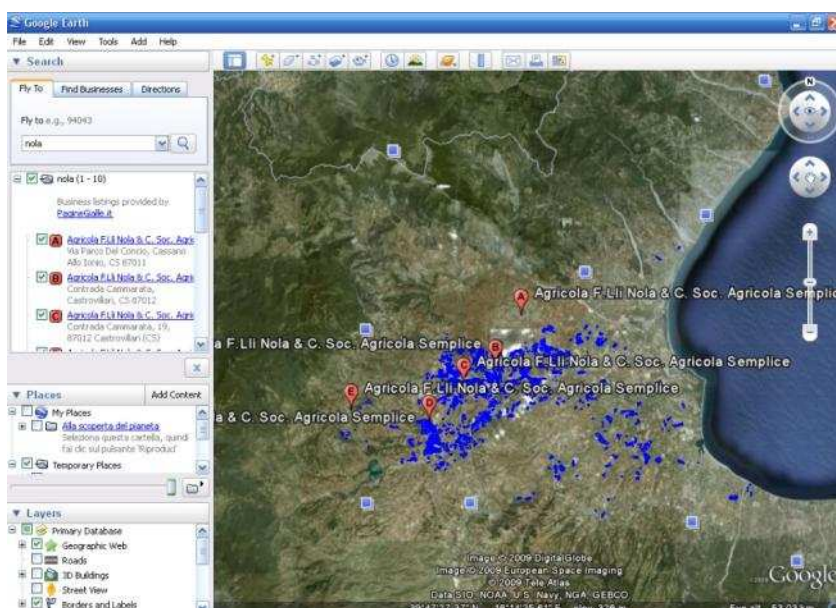 Google Earth
File Edit View Tools Add Help
Search
Fly To Find Businesses Directions
Fly to e.g., 94043
nola
nola (1 - 10)
Business listings provided by
PagineGialle.it
A Agricola F.Lli Nola & C. Soc. Agri
Via Parco Del Concio, Cassano
Allo Ionio, CS 87011
B Agricola F.Lli Nola & C. Soc. Agri
Contrada Cammarata,
Castrovillari, CS 87012
C Agricola F.Lli Nola & C. Soc. Agri
Contrada Cammarata, 19,
87012 Castrovillari (CS)
Places Add Content
My Places
Alla scoperta del pianeta
Seleziona questa cartella, quindi
fai clic sul pulsante 'Riproduci'
Temporary Places
Layers
Primary Database
Geographic Web
Roads
3D Buildings
Street View
Borders and Labels
N
A Agricola F.Lli Nola & C. Soc. Agricola Semplice
a F.Lli Nola & C. Soc. Agricola Semplice B
C Agricola F.Lli Nola & C. Soc. Agricola Semplice
E Agricola F.Lli Nola & C. Soc. Agricola Semplice
a & C. Soc. Agricola Semplice D
Image © 2009 DigitalGlobe
Image © 2009 European Space Imaging
© 2009 Tele Atlas
Data SIO, NOAA, U.S. Navy, NGA, GEBCO
©2009 Google